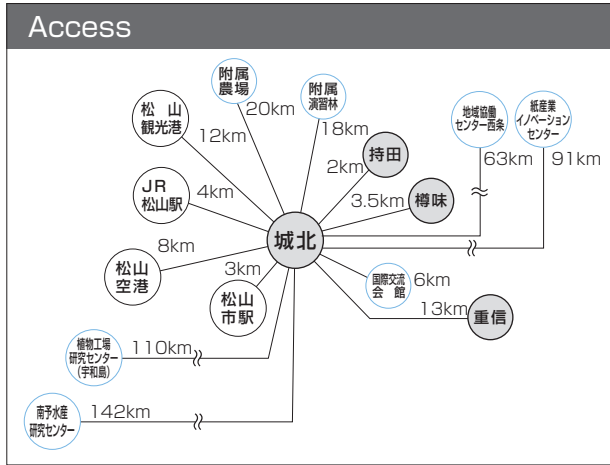 Access
附属
農場
20km
附属
演習林
18km
松 山
観光港
12km
持田
2km
地域協働
センター西条
63km
紙産業
イノベーション
センター
91km
JR
松山駅
4km
樽味
3.5km
城北
松山
空港
8km
松山
市駅
3km
国際交流
会 館
6km
重信
13km
植物工場
研究センター
(宇和島)
110km
南予水産
研究センター
142km